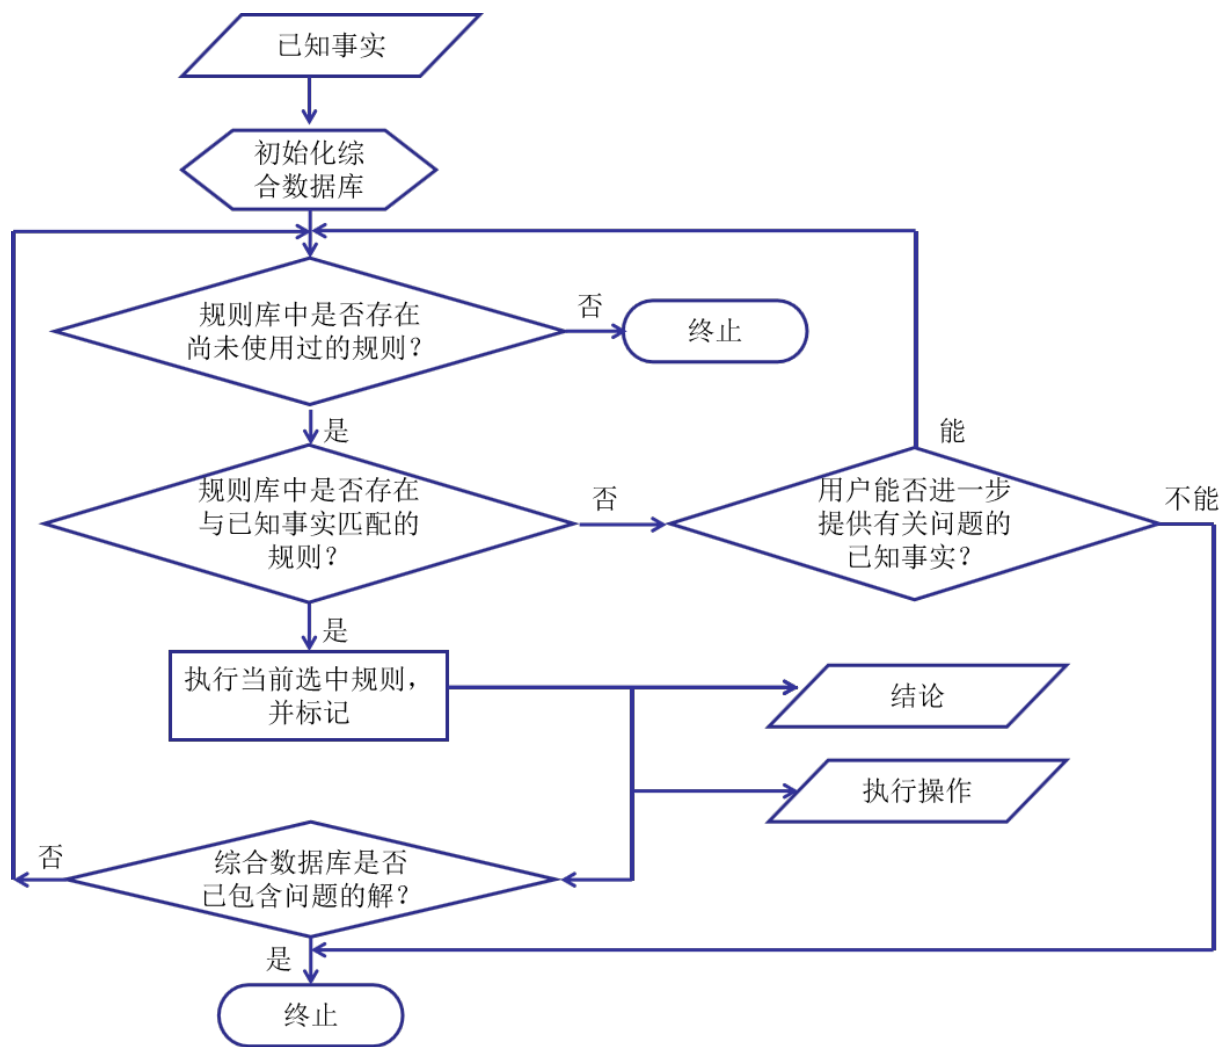 已知事实
初始化综
合数据库
规则库中是否存在
尚未使用过的规则？
否
终止
是
规则库中是否存在
与已知事实匹配的
规则？
否
用户能否进一步
提供有关问题的
已知事实？
能
不能
是
执行当前选中规则，
并标记
结论
执行操作
综合数据库是否
已包含问题的解？
否
是
终止